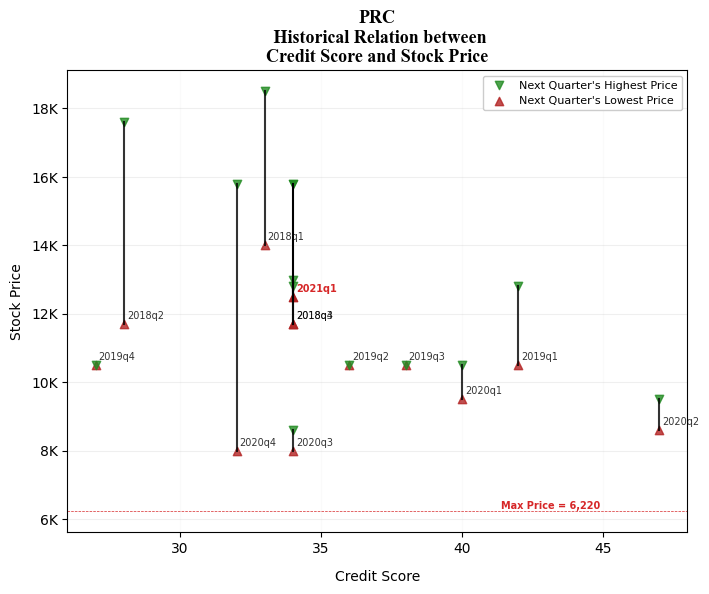 PRC
Historical Relation between
Credit Score and Stock Price
Next Quarter's Highest Price
Next Quarter's Lowest Price
Stock Price
18K
16K
14K
12K
10K
8K
6K
2018q1
2021q1
2018q2
2019q4
2019q2
2019q3
2019q1
2020q1
2020q2
2020q4
2020q3
Max Price = 6,220
30
35
40
45
Credit Score